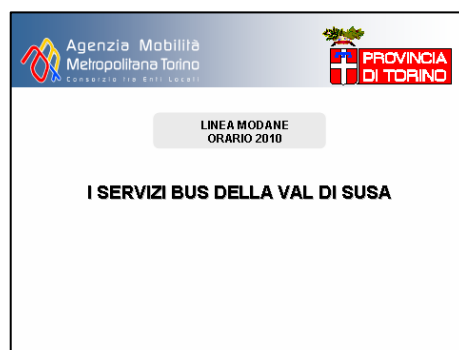 Agenzia Mobilità
Metropolitana Torino
Consorzio fra Enti Locali
PROVINCIA
DI TORINO
LINEA MODANE
ORARIO 2010
I SERVIZI BUS DELLA VAL DI SUSA